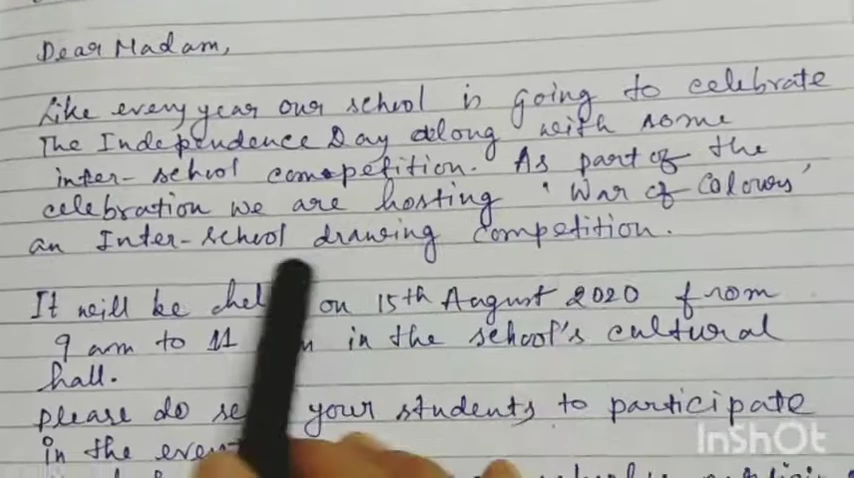 Dear Madam,
Like every year our school is going to celebrate
The Independence Day along with some
inter-school competition. As part of the
celebration we are hosting 'War of Colours'
an Inter-school drawing competition.
It will be on 15th August 2020 from
9 am to 11 in the school's cultural
hall.
please do your students to participate
in the
InShOt